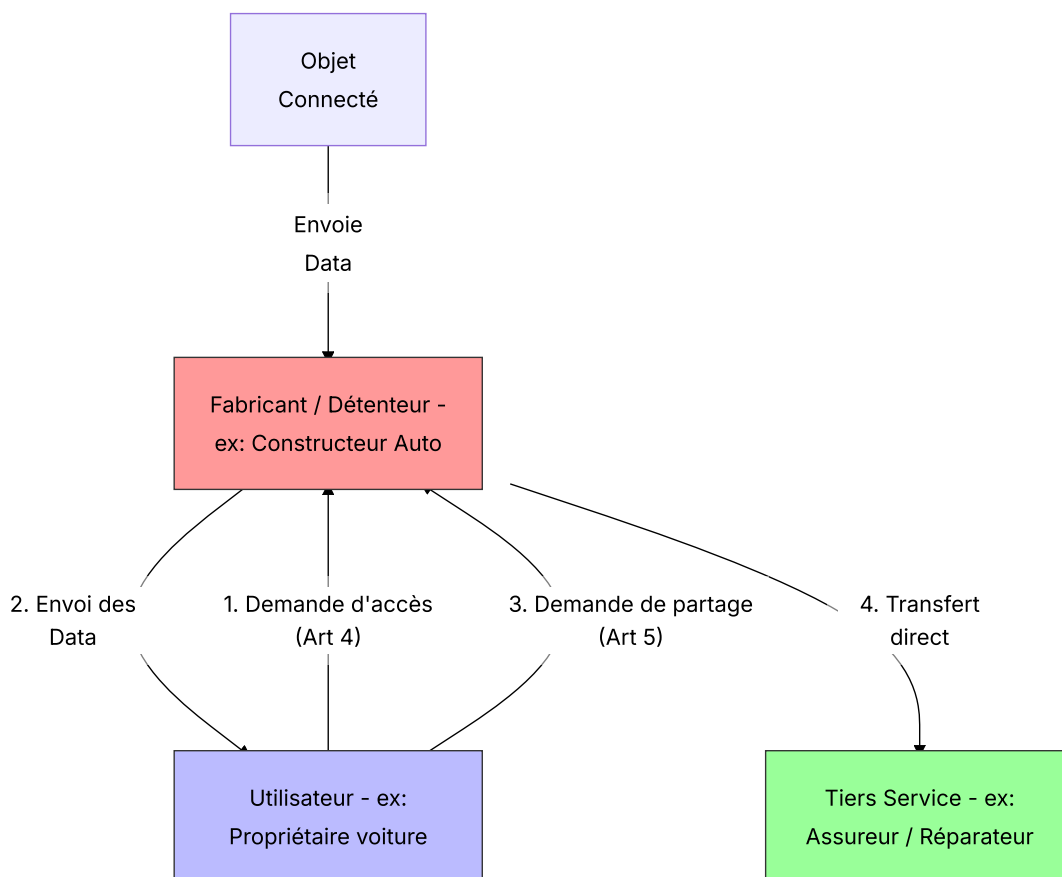 Objet
Connecté
Envoie
Data
Fabricant / Détenteur -
ex: Constructeur Auto
2. Envoi des
Data
1. Demande d'accès
(Art 4)
3. Demande de partage
(Art 5)
4. Transfert
direct
Utilisateur - ex:
Propriétaire voiture
Tiers Service - ex:
Assureur / Réparateur